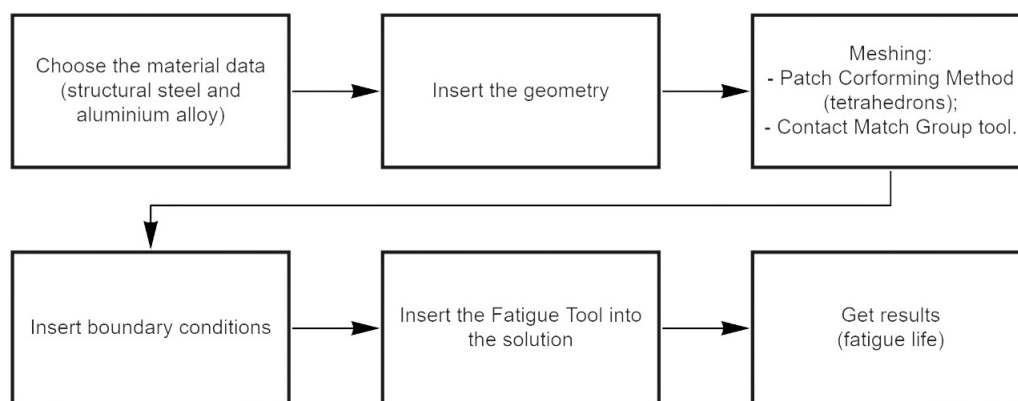 Choose the material data
(structural steel and
aluminium alloy)
Insert the geometry
Meshing:
- Patch Corforming Method
(tetrahedrons);
- Contact Match Group tool.
Insert boundary conditions
Insert the Fatigue Tool into
the solution
Get results
(fatigue life)